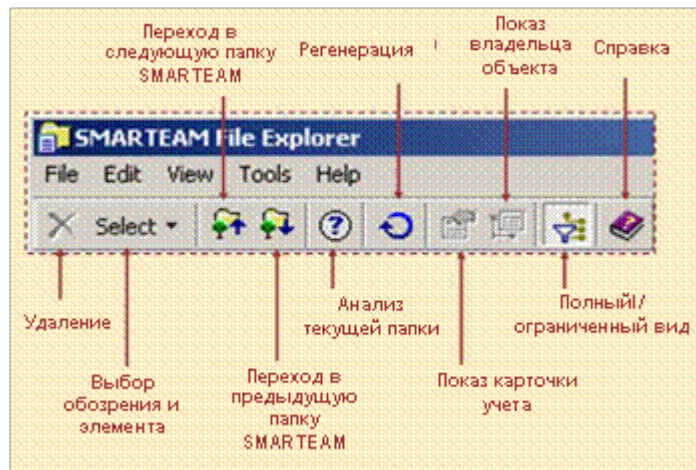 Переход в
следующую папку
SMARTEAM
Регенерация
Показ
владельца
объекта
Справка
SMARTEAM File Explorer
File Edit View Tools Help
Select
Удаление
Выбор
обозрения и
элемента
Переход в
предыдущую
папку
SMARTEAM
Анализ
текущей папки
Показ карточки
учета
Полный/
ограниченный вид